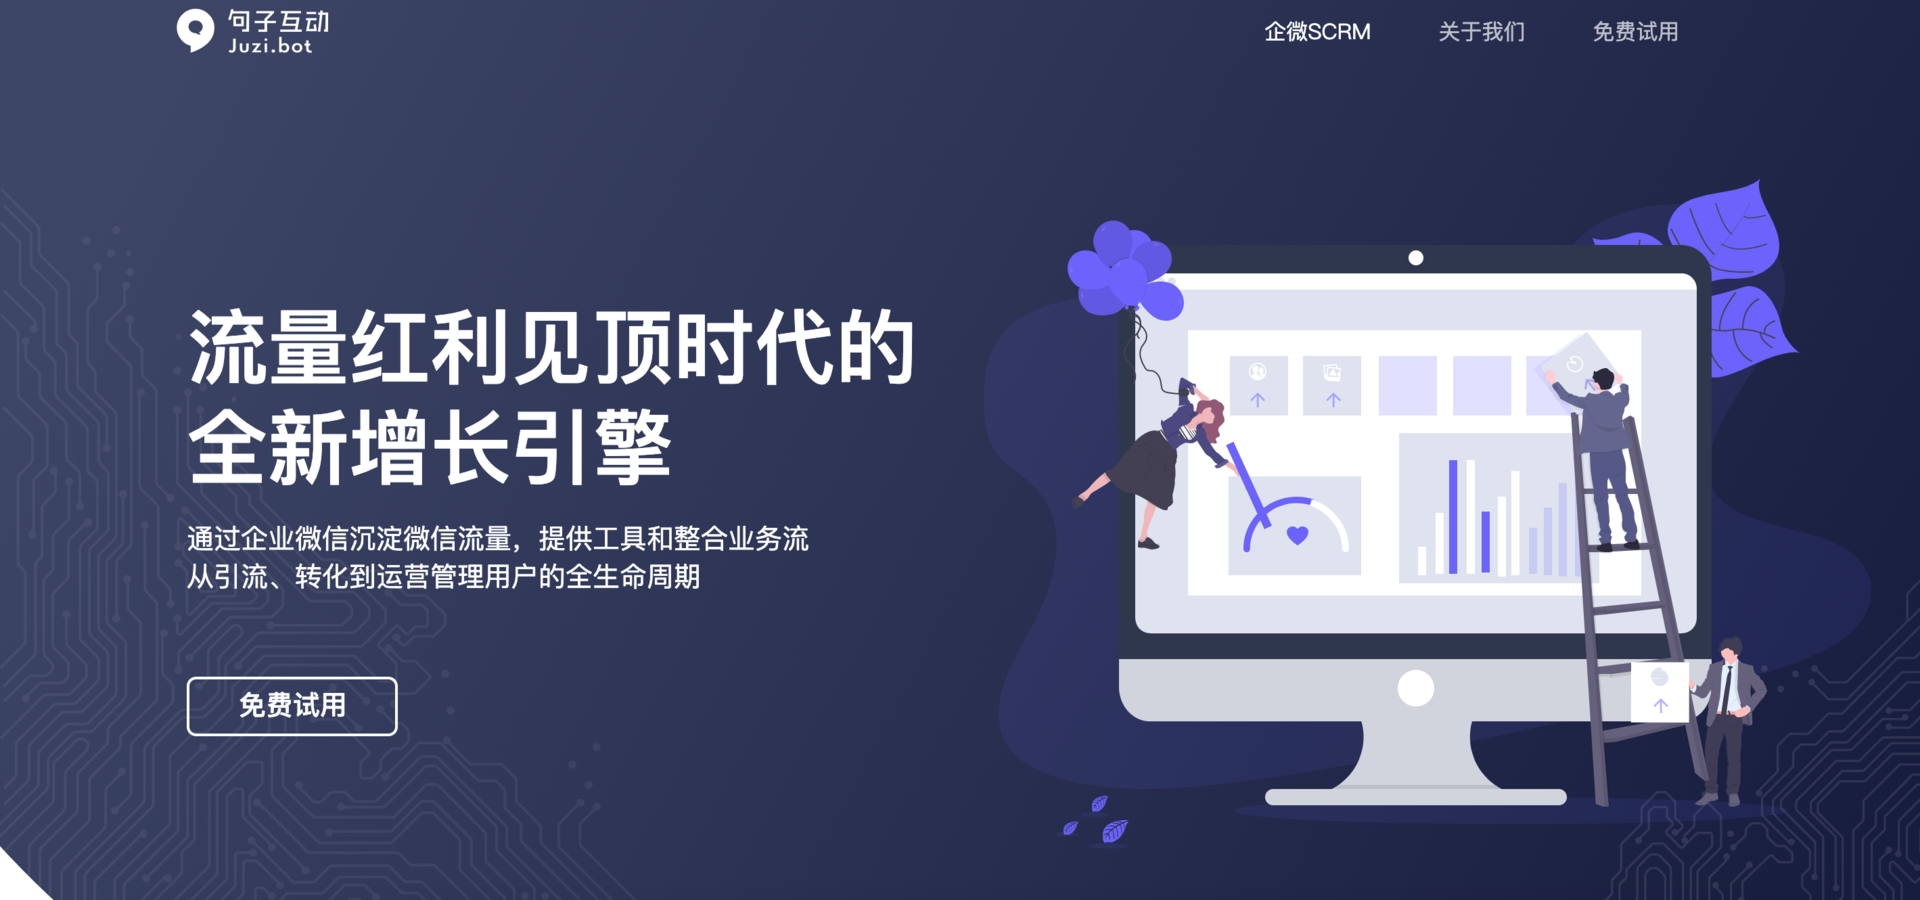 句子互动
Juzi.bot
企微SCRM
关于我们
免费试用
流量红利见顶时代的
全新增长引擎
通过企业微信沉淀微信流量，提供工具和整合业务流
从引流、转化到运营管理用户的全生命周期
免费试用